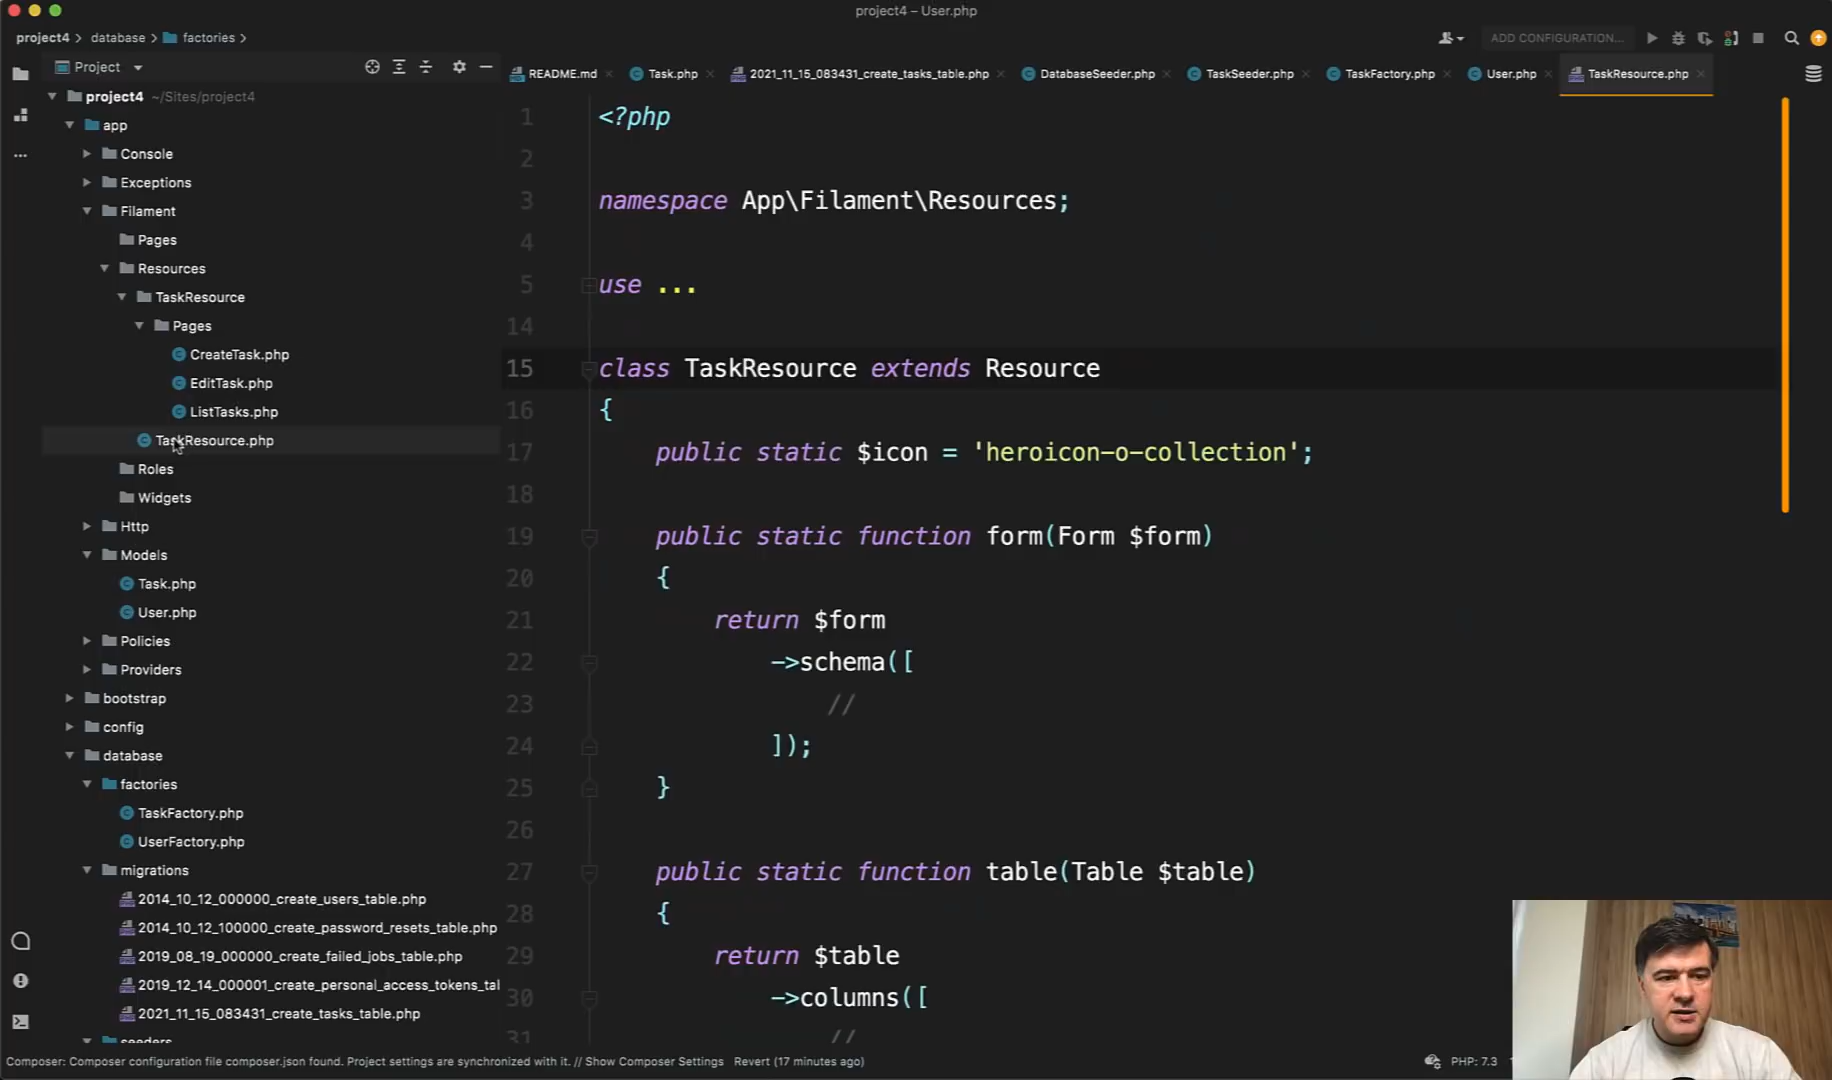 project4 – User.php
project4 > database > factories >
ADD CONFIGURATION...
Project
README.md
Task.php
2021_11_15_083431_create_tasks_table.php
DatabaseSeeder.php
TaskSeeder.php
TaskFactory.php
User.php
TaskResource.php
project4 ~/Sites/project4
app
Console
Exceptions
Filament
Pages
Resources
TaskResource
Pages
CreateTask.php
EditTask.php
ListTasks.php
TaskResource.php
Roles
Widgets
Http
Models
Task.php
User.php
Policies
Providers
bootstrap
config
database
factories
TaskFactory.php
UserFactory.php
migrations
2014_10_12_000000_create_users_table.php
2014_10_12_100000_create_password_resets_table.php
2019_08_19_000000_create_failed_jobs_table.php
2019_12_14_000001_create_personal_access_tokens_tal
2021_11_15_083431_create_tasks_table.php
seeders
1 <?php
2
3 namespace App\Filament\Resources;
4
5 use ...
14
15 class TaskResource extends Resource
16 {
17 public static $icon = 'heroicon-o-collection';
18
19 public static function form(Form $form)
20 {
21 return $form
22 ->schema([
23 //
24 ]);
25 }
26
27 public static function table(Table $table)
28 {
29 return $table
30 ->columns([
31 //
Composer: Composer configuration file composer.json found. Project settings are synchronized with it. // Show Composer Settings Revert (17 minutes ago)
PHP: 7.3